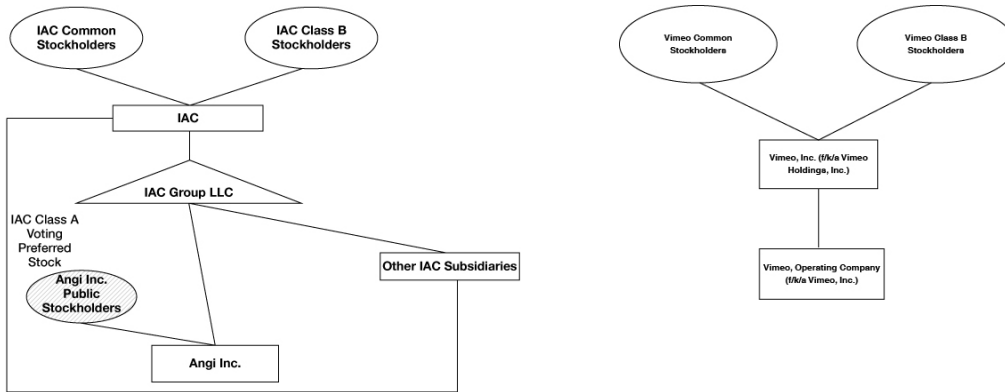 IAC Common
Stockholders
IAC Class B
Stockholders
IAC
IAC Group LLC
IAC Class A
Voting
Preferred
Stock
Angi Inc.
Public
Stockholders
Other IAC Subsidiaries
Angi Inc.
Vimeo Common
Stockholders
Vimeo Class B
Stockholders
Vimeo, Inc. (f/k/a Vimeo
Holdings, Inc.)
Vimeo, Operating Company
(f/k/a Vimeo, Inc.)